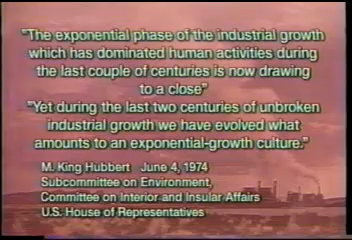 "The exponential phase of the industrial growth
which has dominated human activities during
the last couple of centuries is now drawing
to a close"
"Yet during the last two centuries of unbroken
industrial growth we have evolved what
amounts to an exponential-growth culture."
M. King Hubbert June 4, 1974
Subcommittee on Environment,
Committee on Interior and Insular Affairs
U.S. House of Representatives